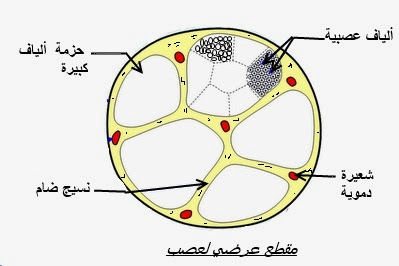 ألياف عصبية
حزمة ألياف
كبيرة
شعيرة
دموية
نسيج ضام
مقطع عرضي لعصب